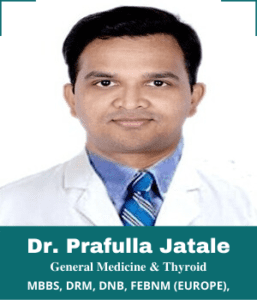 Dr. Prafulla Jatale
General Medicine & Thyroid
MBBS, DRM, DNB, FEBNM (EUROPE),